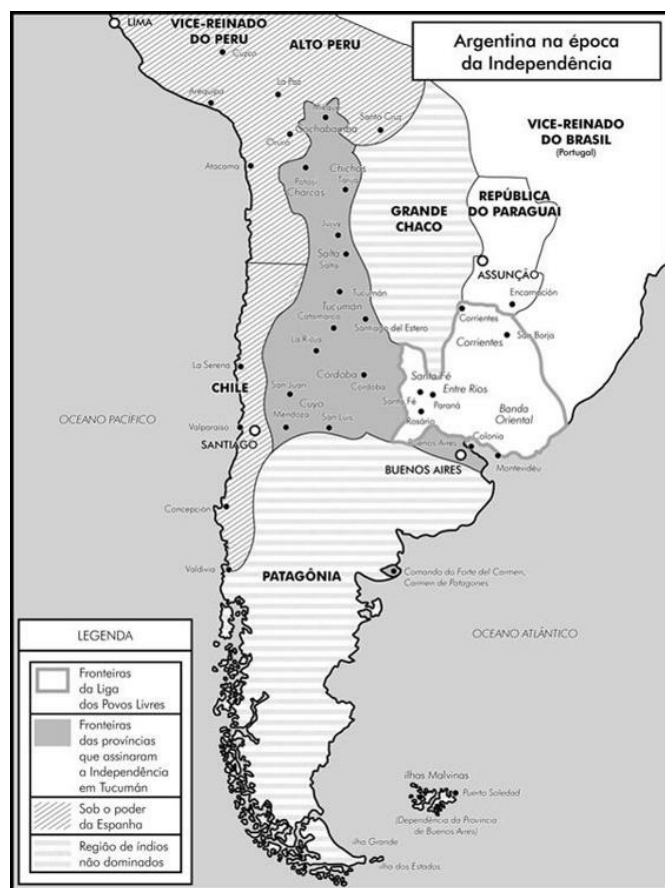 LIMA
VICE-REINADO
DO PERU
Cuzco
ALTO PERU
Argentina na época
da Independência
La Paz
Arequipa
Mizque
Cochabamba
Santa Cruz
Oruro
VICE-REINADO
DO BRASIL
(Portugal)
Atacama
Chichas
Tarija
Potosí
Charcas
REPÚBLICA
DO PARAGUAI
GRANDE
CHACO
Jujuy
Salta
Salta
ASSUNÇÃO
Tucumán
Tucumán
Encarnación
Catamarca
Santiago del Estero
Corrientes
Corrientes
San Borja
La Rioja
La Serena
CHILE
San Juan
Cuyo
Córdoba
Cordoba
Santa Fé
Santa Fé
Entre Rios
Paraná
Rosário
Banda
Oriental
OCEANO PACÍFICO
Valparaíso
SANTIAGO
Mendoza
San Luis
Buenos Aires
Colonia
BUENOS AIRES
Montevidéu
Concepción
Valdivia
PATAGÔNIA
Comando do Forte del Carmen,
Carmen de Patagones
OCEANO ATLÂNTICO
LEGENDA
Fronteiras
da Liga
dos Povos Livres
Fronteiras
das províncias
que assinaram
a Independência
em Tucumán
Sob o poder
da Espanha
Região de índios
não dominados
ilhas Malvinas
Puerto Soledad
(Dependência da Província
de Buenos Aires)
ilha Grande
ilha dos Estados